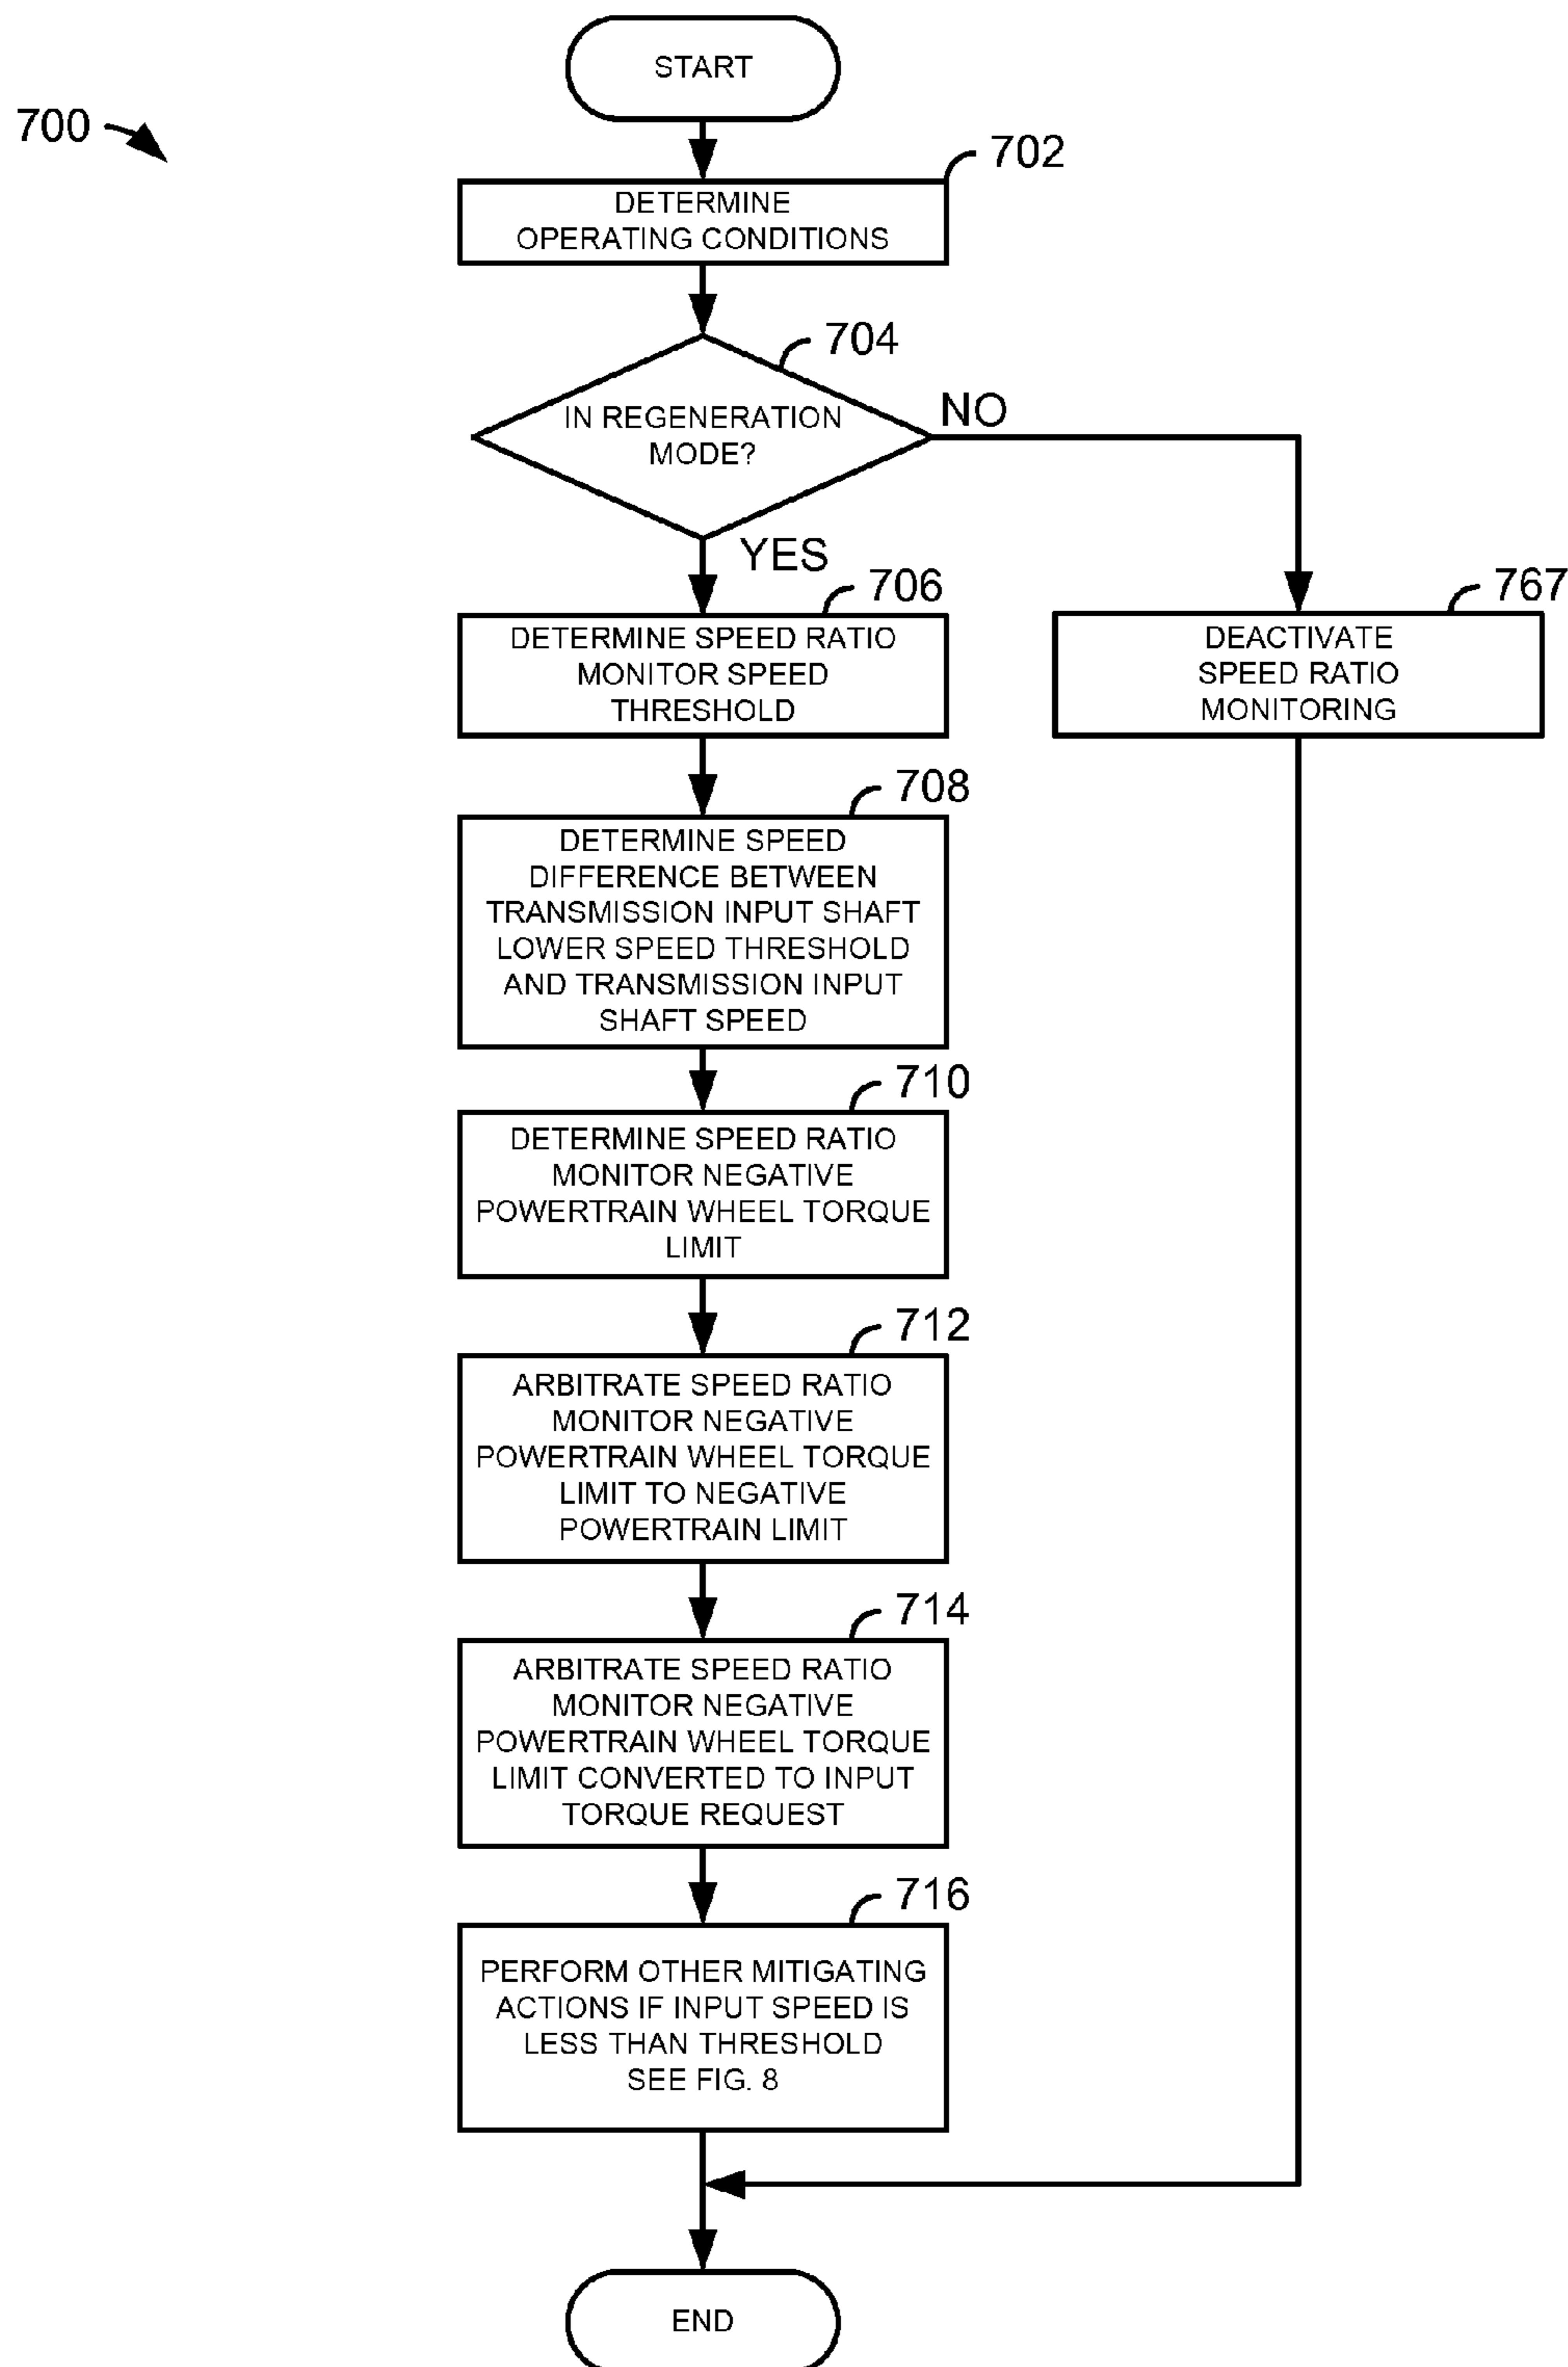 START
700
702
DETERMINE
OPERATING CONDITIONS
704
IN REGENERATION
MODE?
NO
YES
706
DETERMINE SPEED RATIO
MONITOR SPEED
THRESHOLD
767
DEACTIVATE
SPEED RATIO
MONITORING
708
DETERMINE SPEED
DIFFERENCE BETWEEN
TRANSMISSION INPUT SHAFT
LOWER SPEED THRESHOLD
AND TRANSMISSION INPUT
SHAFT SPEED
710
DETERMINE SPEED RATIO
MONITOR NEGATIVE
POWERTRAIN WHEEL TORQUE
LIMIT
712
ARBITRATE SPEED RATIO
MONITOR NEGATIVE
POWERTRAIN WHEEL TORQUE
LIMIT TO NEGATIVE
POWERTRAIN LIMIT
714
ARBITRATE SPEED RATIO
MONITOR NEGATIVE
POWERTRAIN WHEEL TORQUE
LIMIT CONVERTED TO INPUT
TORQUE REQUEST
716
PERFORM OTHER MITIGATING
ACTIONS IF INPUT SPEED IS
LESS THAN THRESHOLD
SEE FIG. 8
END